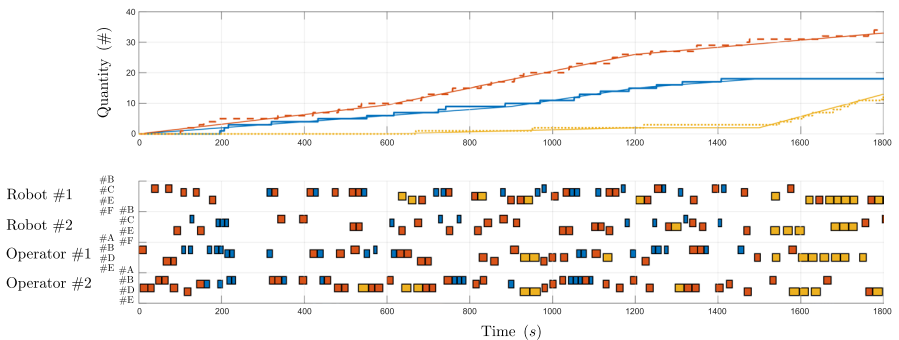 40
30
20
10
0
Quantity (#)
0 200 400 600 800 1000 1200 1400 1600 1800
Robot #1
#B
#C
#E
#F
Robot #2
#B
#C
#E
#F
Operator #1
#A
#B
#D
#E
Operator #2
#A
#B
#D
#E
0 200 400 600 800 1000 1200 1400 1600 1800
Time (s)